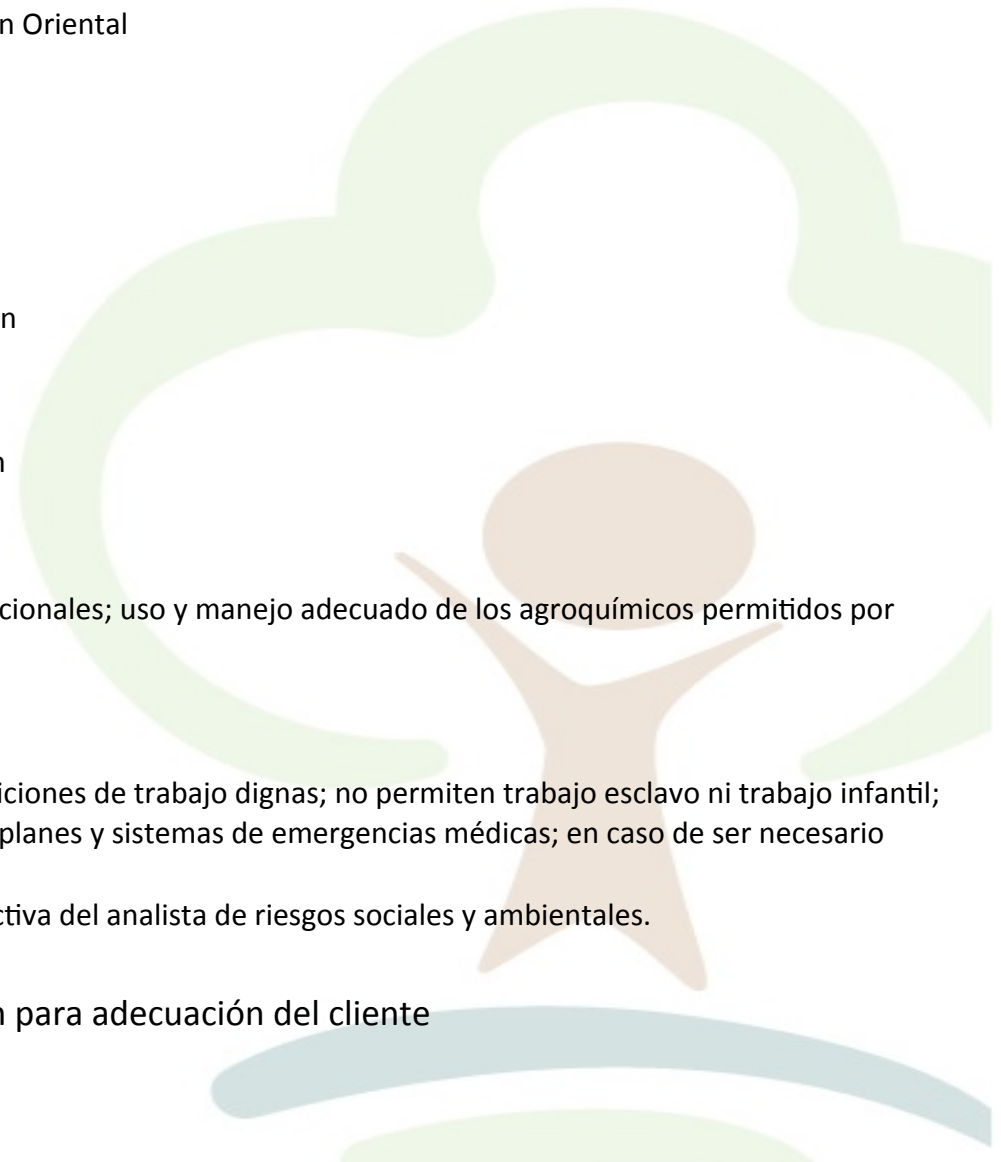 n Oriental
n
n
cionales; uso y manejo adecuado de los agroquímicos permitidos por
iciones de trabajo dignas; no permiten trabajo esclavo ni trabajo infantil;
planes y sistemas de emergencias médicas; en caso de ser necesario
ctiva del analista de riesgos sociales y ambientales.
n para adecuación del cliente